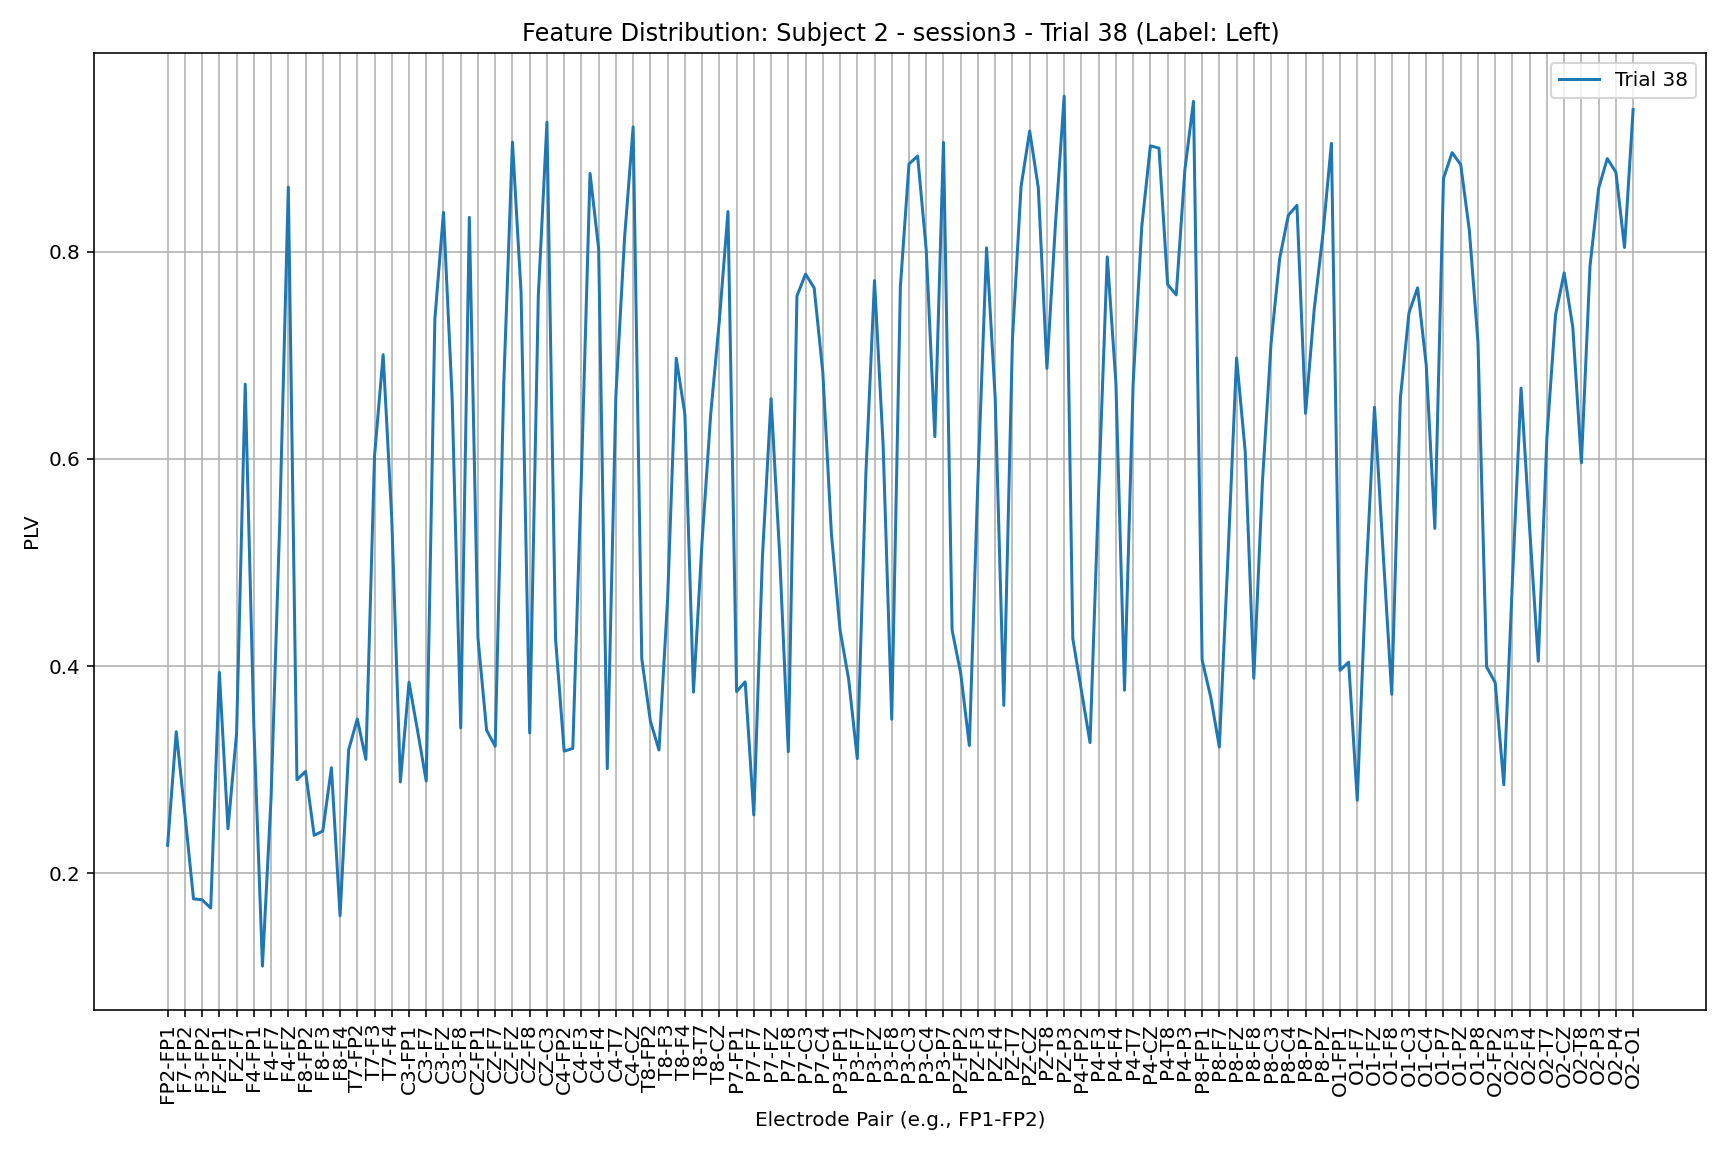 Feature Distribution: Subject 2 - session3 - Trial 38 (Label: Left)
Trial 38
PLV
0.8
0.6
0.4
0.2
FP2-FP1
F7-FP2
F3-FP2
FZ-FP1
FZ-F7
F4-FP1
F4-F7
F4-FZ
F8-FP2
F8-F3
F8-F4
T7-FP2
T7-F3
T7-F4
C3-FP1
C3-F7
C3-FZ
C3-F8
CZ-FP1
CZ-F7
CZ-FZ
CZ-F8
CZ-C3
C4-FP2
C4-F3
C4-F4
C4-T7
C4-CZ
T8-FP2
T8-F3
T8-F4
T8-T7
T8-CZ
P7-FP1
P7-F7
P7-FZ
P7-F8
P7-C3
P7-C4
P3-FP1
P3-F7
P3-FZ
P3-F8
P3-C3
P3-C4
P3-P7
PZ-FP2
PZ-F3
PZ-F4
PZ-T7
PZ-CZ
PZ-T8
PZ-P3
P4-FP2
P4-F3
P4-F4
P4-T7
P4-CZ
P4-T8
P4-P3
P8-FP1
P8-F7
P8-FZ
P8-F8
P8-C3
P8-C4
P8-P7
P8-PZ
O1-FP1
O1-F7
O1-FZ
O1-F8
O1-C3
O1-C4
O1-P7
O1-PZ
O1-P8
O2-FP2
O2-F3
O2-F4
O2-T7
O2-CZ
O2-T8
O2-P3
O2-P4
O2-O1
Electrode Pair (e.g., FP1-FP2)